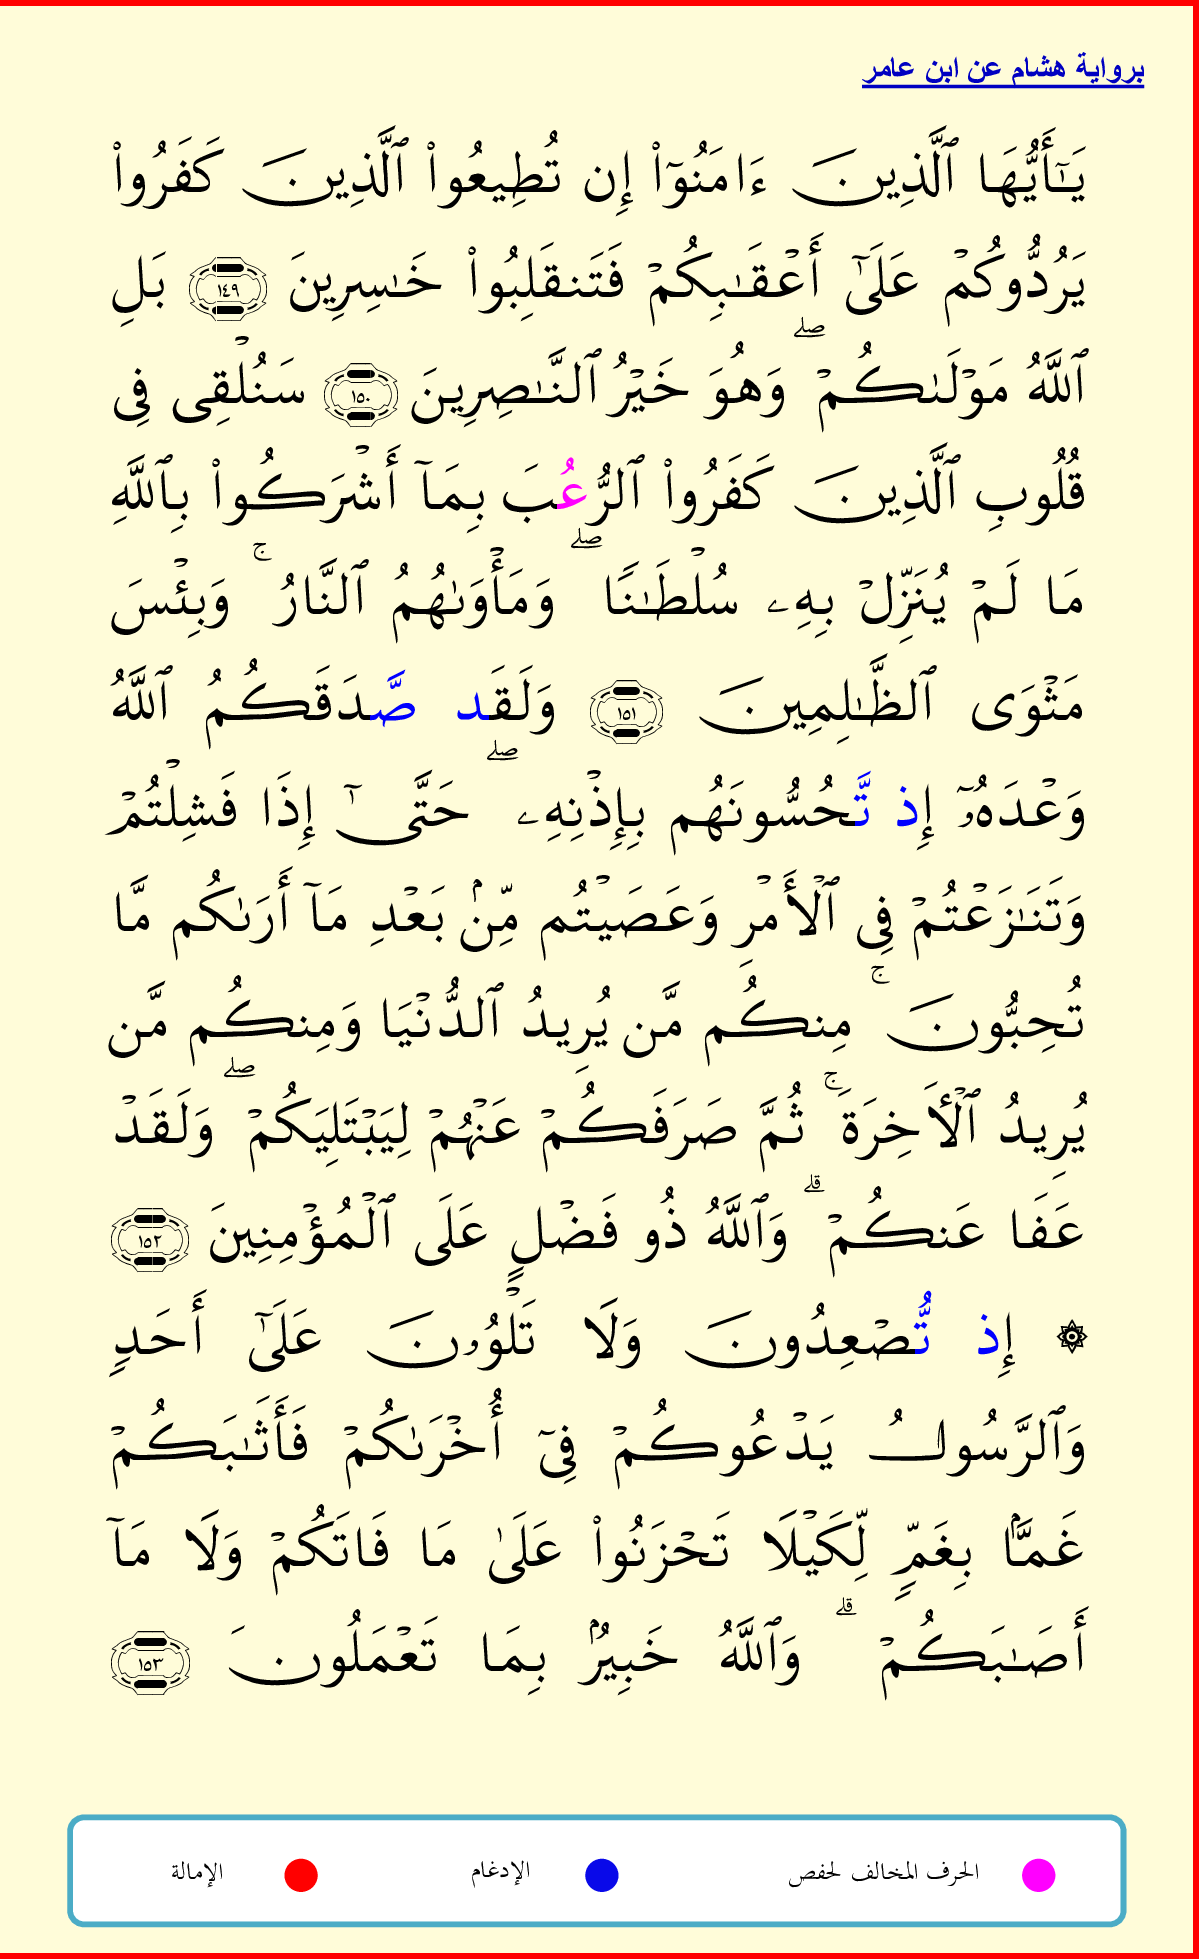 برواية هشام عن ابن عامر
يَـٰٓأَيُّهَا ٱلَّذِينَ ءَامَنُوٓا۟ إِن تُطِيعُوا۟ ٱلَّذِينَ كَفَرُوا۟
يَرُدُّوكُمْ عَلَىٰٓ أَعْقَـٰبِكُمْ فَتَنقَلِبُوا۟ خَـٰسِرِينَ ١٤٩ بَلِ
ٱللَّهُ مَوْلَىٰكُمْ ۖ وَهُوَ خَيْرُ ٱلنَّـٰصِرِينَ ١٥٠ سَنُلْقِى فِى
قُلُوبِ ٱلَّذِينَ كَفَرُوا۟ ٱلرُّعُبَ بِمَآ أَشْرَكُوا۟ بِٱللَّهِ
مَا لَمْ يُنَزِّلْ بِهِۦ سُلْطَـٰنًا ۖ وَمَأْوَىٰهُمُ ٱلنَّارُ ۚ وَبِئْسَ
مَثْوَى ٱلظَّـٰلِمِينَ ١٥١ وَلَقَد صَّدَقَكُمُ ٱللَّهُ
وَعْدَهُۥٓ إِذ تَّحُسُّونَهُم بِإِذْنِهِۦ ۖ حَتَّىٰٓ إِذَا فَشِلْتُمْ
وَتَنَـٰزَعْتُمْ فِى ٱلْأَمْرِ وَعَصَيْتُم مِّنۢ بَعْدِ مَآ أَرَىٰكُم مَّا
تُحِبُّونَ ۚ مِنكُم مَّن يُرِيدُ ٱلدُّنْيَا وَمِنكُم مَّن
يُرِيدُ ٱلْـَٔاخِرَةَ ۚ ثُمَّ صَرَفَكُمْ عَنْهُمْ لِيَبْتَلِيَكُمْ ۖ وَلَقَدْ
عَفَا عَنكُمْ ۗ وَٱللَّهُ ذُو فَضْلٍ عَلَى ٱلْمُؤْمِنِينَ ١٥٢
۞ إِذ تُّصْعِدُونَ وَلَا تَلْوُۥنَ عَلَىٰٓ أَحَدٍ
وَٱلرَّسُولُ يَدْعُوكُمْ فِىٓ أُخْرَىٰكُمْ فَأَثَـٰبَكُمْ
غَمًّۢا بِغَمٍّ لِّكَيْلَا تَحْزَنُوا۟ عَلَىٰ مَا فَاتَكُمْ وَلَا مَآ
أَصَـٰبَكُمْ ۗ وَٱللَّهُ خَبِيرٌۢ بِمَا تَعْمَلُونَ ١٥٣
الحرف المخالف لحفص الإدغام الإمالة